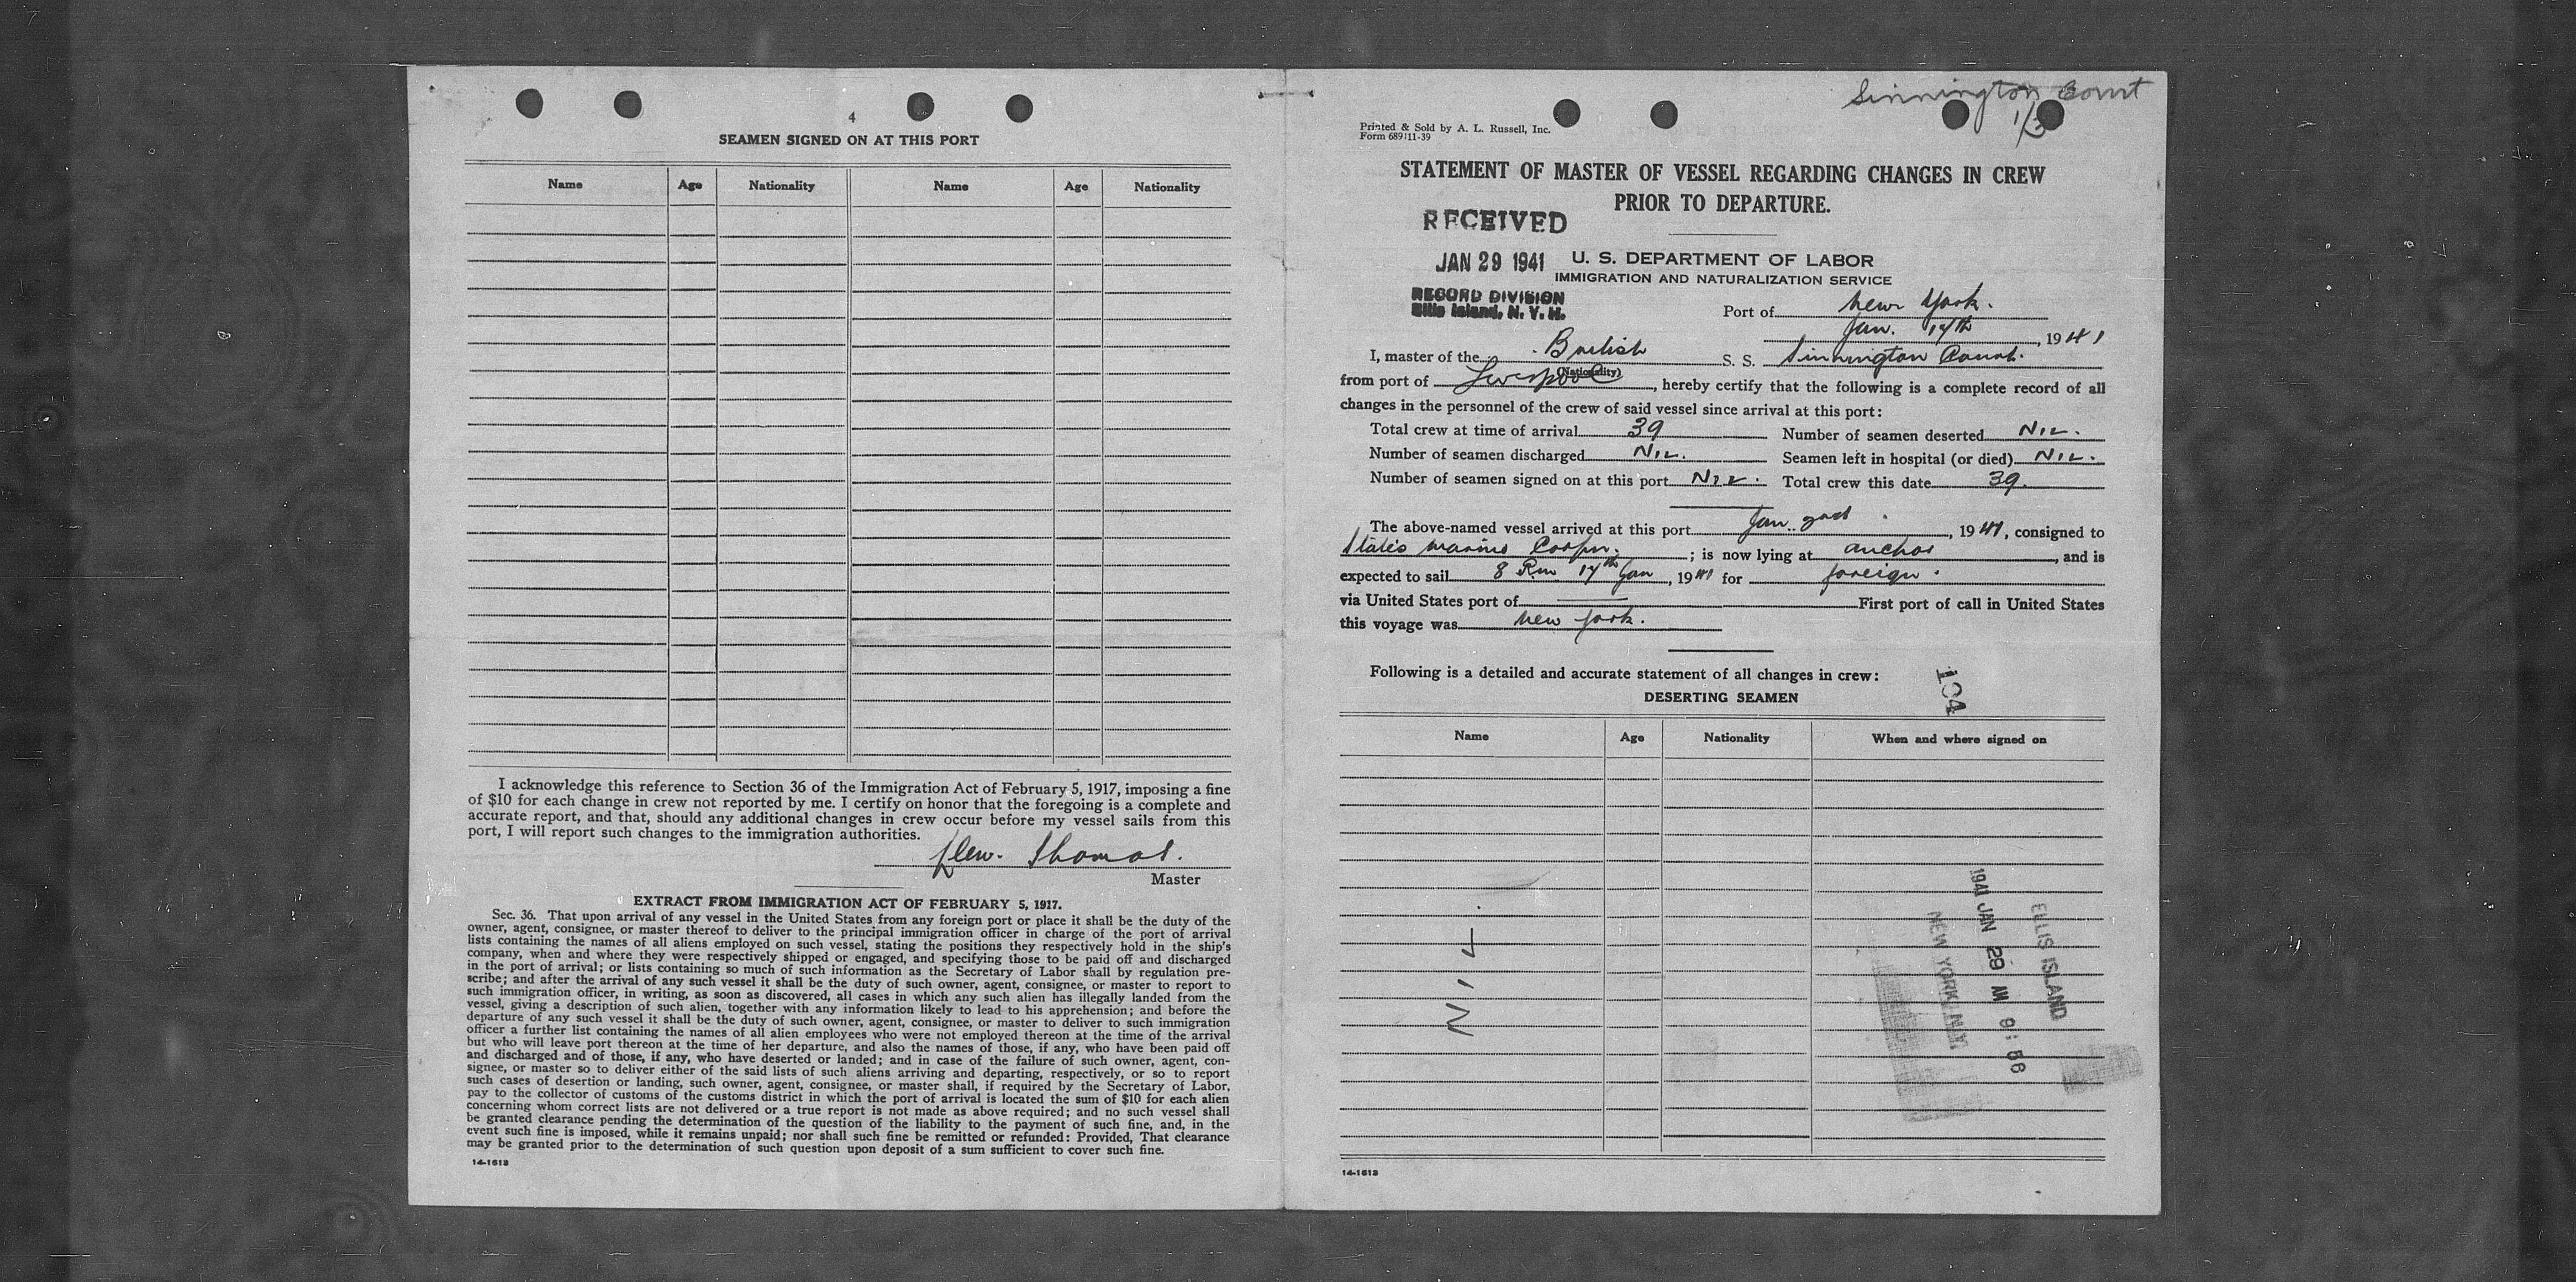 4
SEAMEN SIGNED ON AT THIS PORT
Name Age Nationality Name Age Nationality
I acknowledge this reference to Section 36 of the Immigration Act of February 5, 1917, imposing a fine
of $10 for each change in crew not reported by me. I certify on honor that the foregoing is a complete and
accurate report, and that, should any additional changes in crew occur before my vessel sails from this
port, I will report such changes to the immigration authorities.
Thomas.
Master
EXTRACT FROM IMMIGRATION ACT OF FEBRUARY 5, 1917.
Sec. 36. That upon arrival of any vessel in the United States from any foreign port or place it shall be the duty of the
owner, agent, consignee, or master thereof to deliver to the principal immigration officer in charge of the port of arrival
lists containing the names of all aliens employed on such vessel, stating the positions they respectively hold in the ship's
company, when and where they were respectively shipped or engaged, and specifying those to be paid off and discharged
in the port of arrival; or lists containing so much of such information as the Secretary of Labor shall by regulation pre-
scribe; and after the arrival of any such vessel it shall be the duty of such owner, agent, consignee, or master to report to
such immigration officer, in writing, as soon as discovered, all cases in which any such alien has illegally landed from the
vessel, giving a description of such alien, together with any information likely to lead to his apprehension; and before the
departure of any such vessel it shall be the duty of such owner, agent, consignee, or master to deliver to such immigration
officer a further list containing the names of all alien employees who were not employed thereon at the time of the arrival
but who will leave port thereon at the time of her departure, and also the names of those, if any, who have been paid off
and discharged and of those, if any, who have deserted or landed; and in case of the failure of such owner, agent, con-
signee, or master so to deliver either of the said lists of such aliens arriving and departing, respectively, or so to report
such cases of desertion or landing, such owner, agent, consignee, or master shall, if required by the Secretary of Labor,
pay to the collector of customs of the customs district in which the port of arrival is located the sum of $10 for each alien
concerning whom correct lists are not delivered or a true report is not made as above required; and no such vessel shall
be granted clearance pending the determination of the question of the liability to the payment of such fine, and, in the
event such fine is imposed, while it remains unpaid; nor shall such fine be remitted or refunded: Provided, That clearance
may be granted prior to the determination of such question upon deposit of a sum sufficient to cover such fine.
14-1613
Sinnington Court
1/3
Printed & Sold by A. L. Russell, Inc.
Form 689 11-39
STATEMENT OF MASTER OF VESSEL REGARDING CHANGES IN CREW
PRIOR TO DEPARTURE.
RECEIVED
JAN 29 1941
RECORD DIVISION
Ellis Island, N. Y. H.
U. S. DEPARTMENT OF LABOR
IMMIGRATION AND NATURALIZATION SERVICE
Port of New York.
Jan. 17th, 1941
I, master of the British S. S. Sinnington Court.
(Nationality)
from port of Liverpool, hereby certify that the following is a complete record of all
changes in the personnel of the crew of said vessel since arrival at this port:
Total crew at time of arrival 39 Number of seamen deserted Nil.
Number of seamen discharged Nil. Seamen left in hospital (or died) Nil.
Number of seamen signed on at this port Nil. Total crew this date 39.
The above-named vessel arrived at this port Jan., 1941, consigned to
States Marine Corpn.; is now lying at anchor, and is
expected to sail 8 Pm 17th Jan, 1941 for foreign.
via United States port of First port of call in United States
this voyage was New York.
Following is a detailed and accurate statement of all changes in crew:
DESERTING SEAMEN
134
Name Age Nationality When and where signed on
NIL.
ELLIS ISLAND
1941 JAN 29 AM 9:56
NEW YORK N.Y.
14-1613